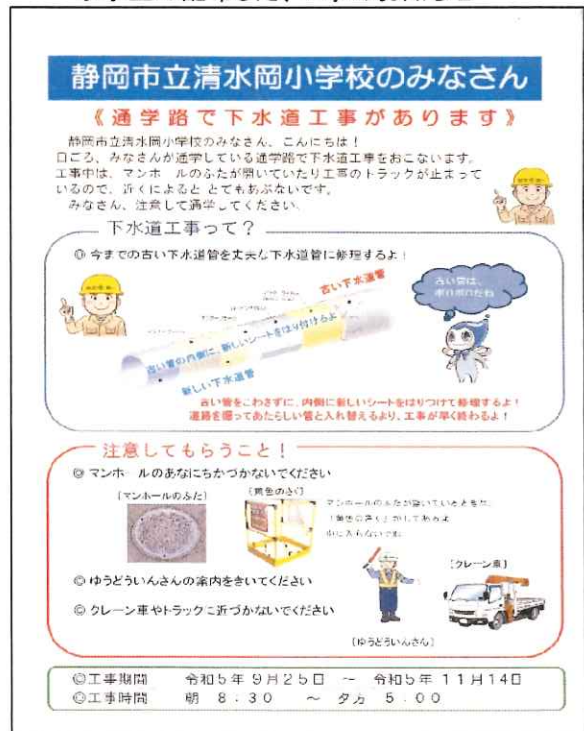 静岡市立清水岡小学校のみなさん
《通学路で下水道工事があります》
静岡市立清水岡小学校のみなさん、こんにちは！
日ごろ、みなさんが通学している通学路で下水道工事をおこないます。
工事中は、マンホールのふたが開いていたり工事のトラックが止まって
いるので、近くによると とてもあぶないです。
みなさん、注意して通学してください。
下水道工事って？
◎ 今までの古い下水道管を丈夫な下水道管に修理するよ！
古い下水道管
古い管は、
ボロボロだね
古い管の内側に、新しいシートをはり付けるよ
新しい下水道管
古い管をこわさずに、内側に新しいシートをはりつけて修理するよ！
道路を掘ってあたらしい管と入れ替えるより、工事が早く終わるよ！
注意してもらうこと！
◎ マンホールのあなにちかづかないでください
(マンホールのふた)
(黄色のさく)
マンホールのふたが空いているときは、
◎ ゆうどういんさんの案内をきいてください
(クレーン車)
◎ クレーン車やトラックに近づかないでください
(ゆうどういんさん)
◎工事期間 令和5年 9月25日 ～ 令和5年 11月14日
◎工事時間 朝 8:30 ～ 夕方 5:00